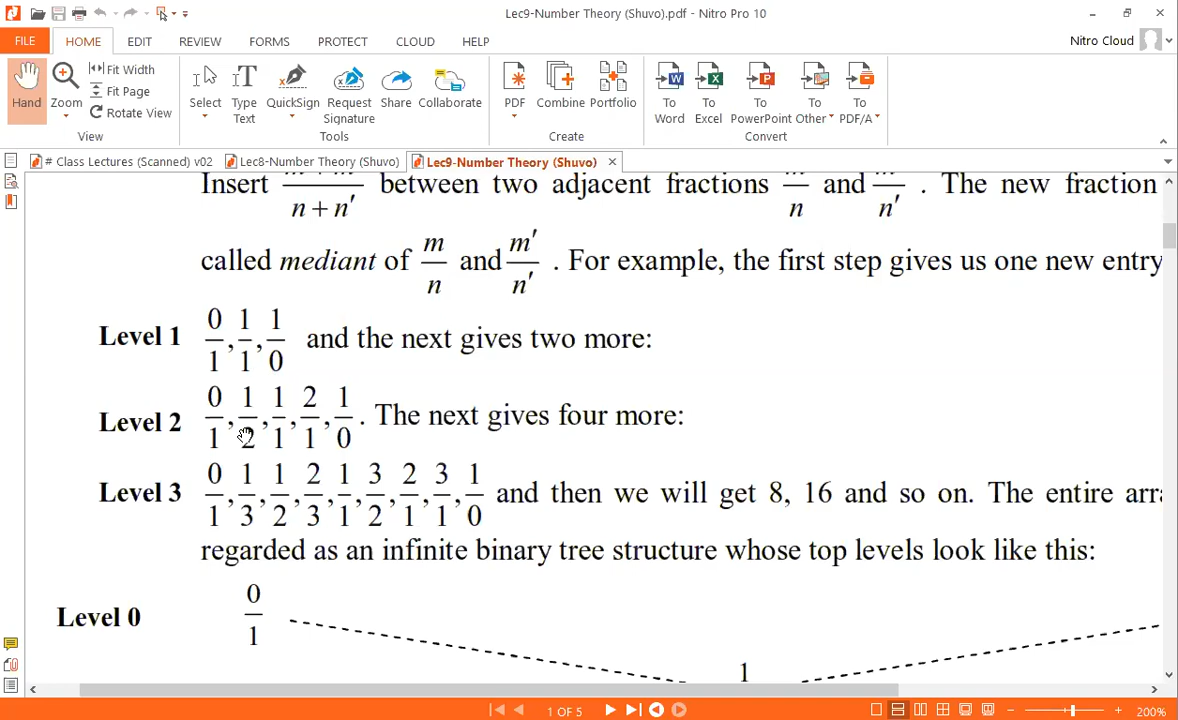 Lec9-Number Theory (Shuvo).pdf - Nitro Pro 10
FILE HOME EDIT REVIEW FORMS PROTECT CLOUD HELP Nitro Cloud
Hand Zoom Fit Width Fit Page Rotate View Select Type Text QuickSign Request Signature Share Collaborate PDF Combine Portfolio To Word To Excel To PowerPoint To Other To PDF/A
View Tools Create Convert
# Class Lectures (Scanned) v02 Lec8-Number Theory (Shuvo) Lec9-Number Theory (Shuvo)
Insert m + m'/n + n' between two adjacent fractions m/n and m'/n' . The new fraction
called mediant of m/n and m'/n' . For example, the first step gives us one new entry
Level 1 0/1, 1/1, 1/0 and the next gives two more:
Level 2 0/1, 1/2, 1/1, 2/1, 1/0 . The next gives four more:
Level 3 0/1, 1/3, 1/2, 2/3, 1/1, 3/2, 2/1, 3/1, 1/0 and then we will get 8, 16 and so on. The entire
regarded as an infinite binary tree structure whose top levels look like this:
Level 0 0/1
1
1 OF 5 200%